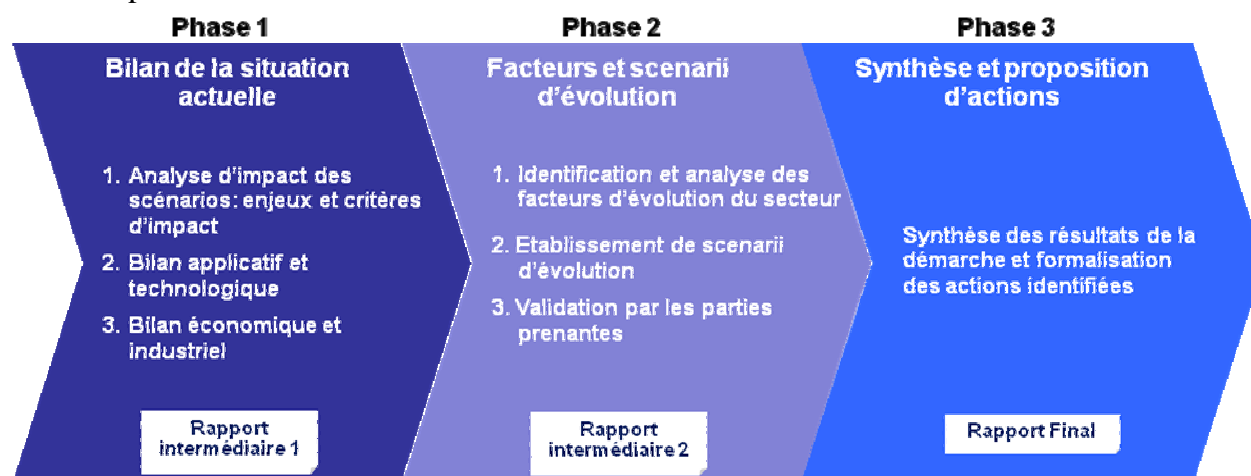 Phase 1
Bilan de la situation
actuelle
1. Analyse d'impact des
scénarios: enjeux et critères
d'impact
2. Bilan applicatif et
technologique
3. Bilan économique et
industriel
Rapport
intermédiaire 1
Phase 2
Facteurs et scenarii
d'évolution
1. Identification et analyse des
facteurs d'évolution du secteur
2. Etablissement de scenarii
d'évolution
3. Validation par les parties
prenantes
Rapport
intermédiaire 2
Phase 3
Synthèse et proposition
d'actions
Synthèse des résultats de la
démarche et formalisation
des actions identifiées
Rapport Final